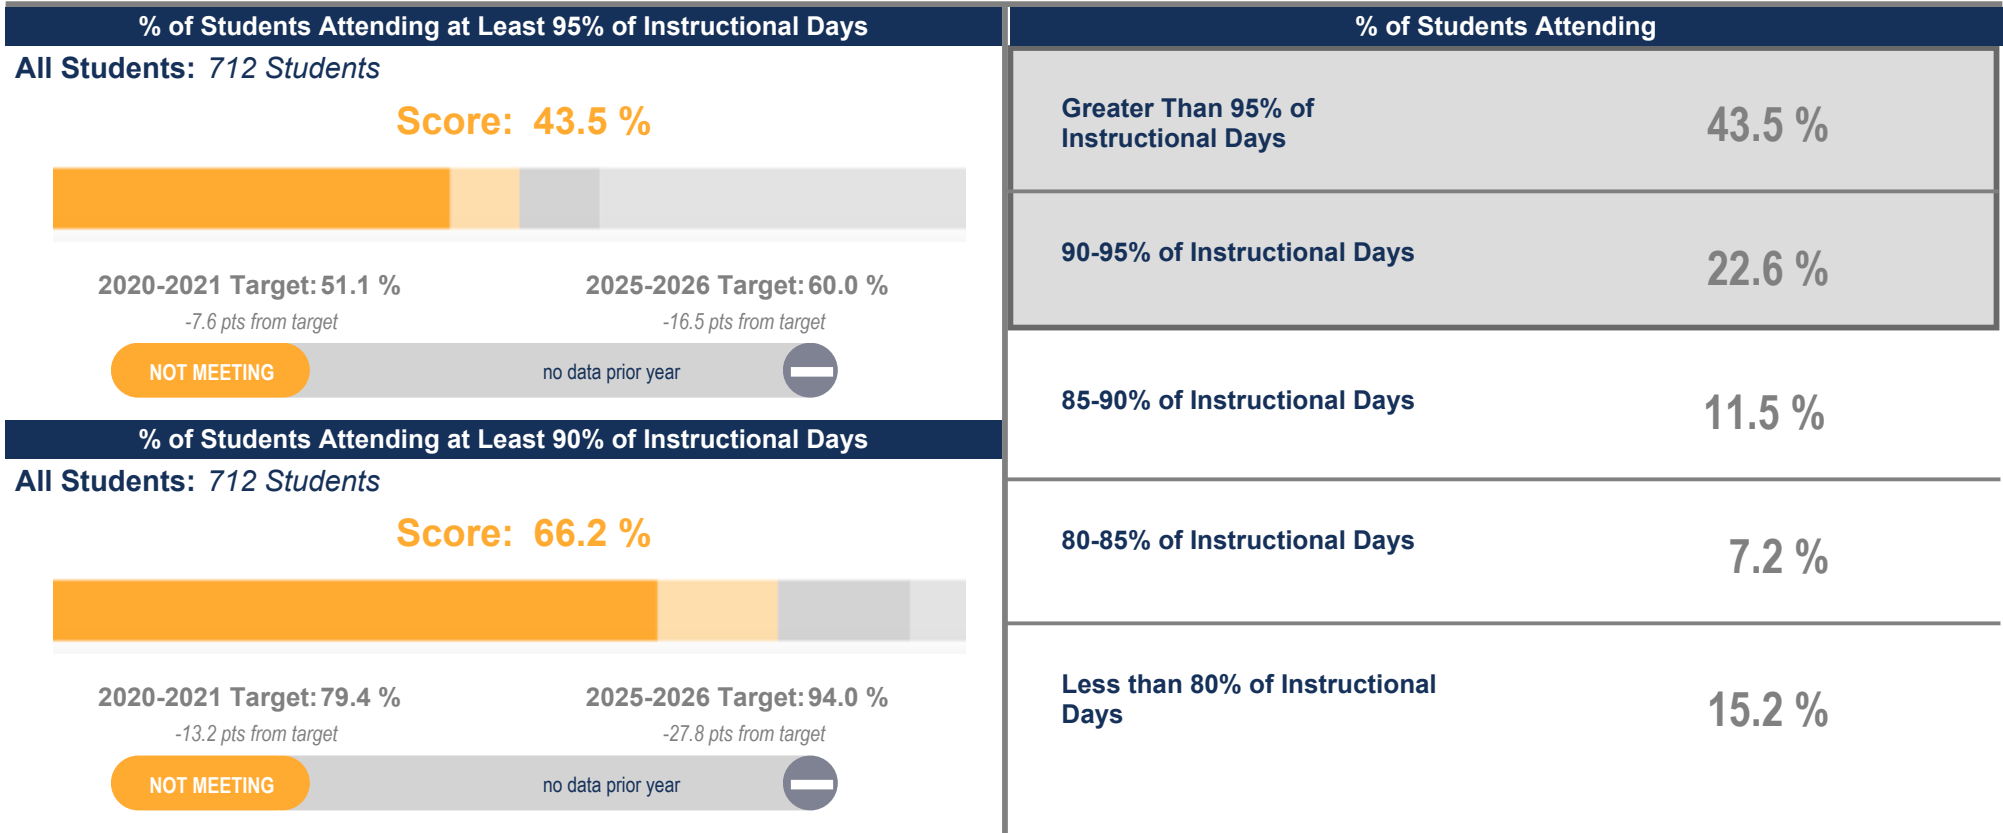 % of Students Attending at Least 95% of Instructional Days
All Students: 712 Students
Score: 43.5 %
2020-2021 Target: 51.1 %
-7.6 pts from target
2025-2026 Target: 60.0 %
-16.5 pts from target
NOT MEETING
no data prior year
% of Students Attending at Least 90% of Instructional Days
All Students: 712 Students
Score: 66.2 %
2020-2021 Target: 79.4 %
-13.2 pts from target
2025-2026 Target: 94.0 %
-27.8 pts from target
NOT MEETING
no data prior year
% of Students Attending
Greater Than 95% of
Instructional Days
43.5 %
90-95% of Instructional Days
22.6 %
85-90% of Instructional Days
11.5 %
80-85% of Instructional Days
7.2 %
Less than 80% of Instructional
Days
15.2 %